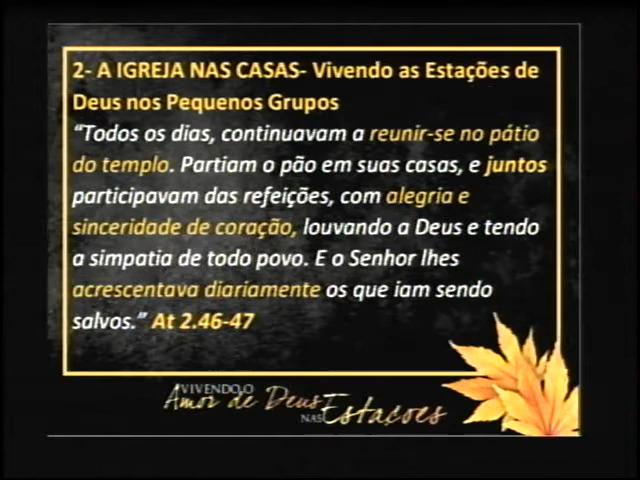 2- A IGREJA NAS CASAS- Vivendo as Estações de
Deus nos Pequenos Grupos
“Todos os dias, continuavam a reunir-se no pátio
do templo. Partiam o pão em suas casas, e juntos
participavam das refeições, com alegria e
sinceridade de coração, louvando a Deus e tendo
a simpatia de todo povo. E o Senhor lhes
acrescentava diariamente os que iam sendo
salvos.” At 2.46-47
VIVENDO O
Amor de Deus
NAS Estacoes